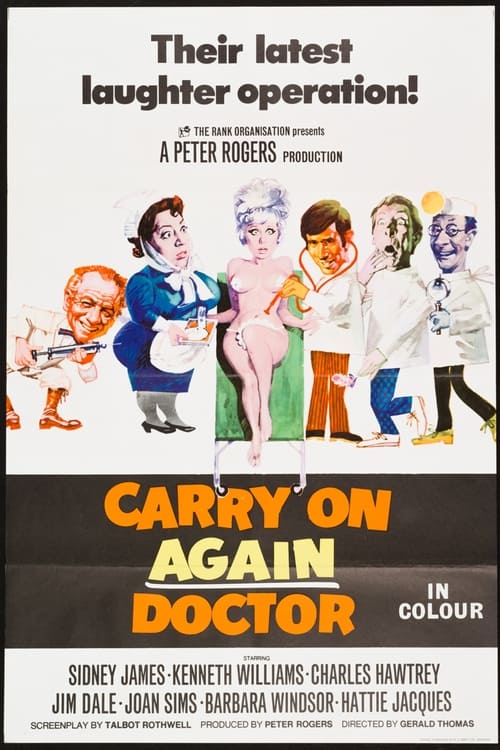 Their latest
laughter operation!
THE RANK ORGANISATION presents
A PETER ROGERS PRODUCTION
CARRY ON
AGAIN
DOCTOR
IN
COLOUR
STARRING
SIDNEY JAMES · KENNETH WILLIAMS · CHARLES HAWTREY
JIM DALE · JOAN SIMS · BARBARA WINDSOR · HATTIE JACQUES
SCREENPLAY BY TALBOT ROTHWELL PRODUCED BY PETER ROGERS DIRECTED BY GERALD THOMAS